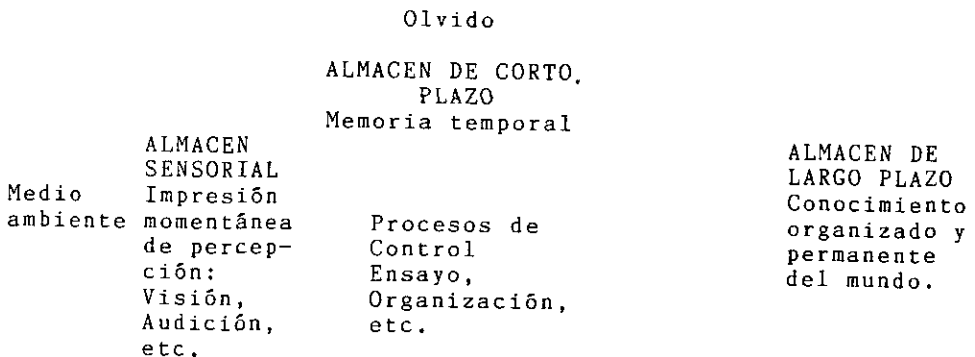 Olvido
ALMACEN DE CORTO.
PLAZO
Memoria temporal
Medio
ambiente
ALMACEN
SENSORIAL
Impresión
momentánea
de percep-
ción:
Visión,
Audición,
etc.
Procesos de
Control
Ensayo,
Organización,
etc.
ALMACEN DE
LARGO PLAZO
Conocimiento
organizado y
permanente
del mundo.